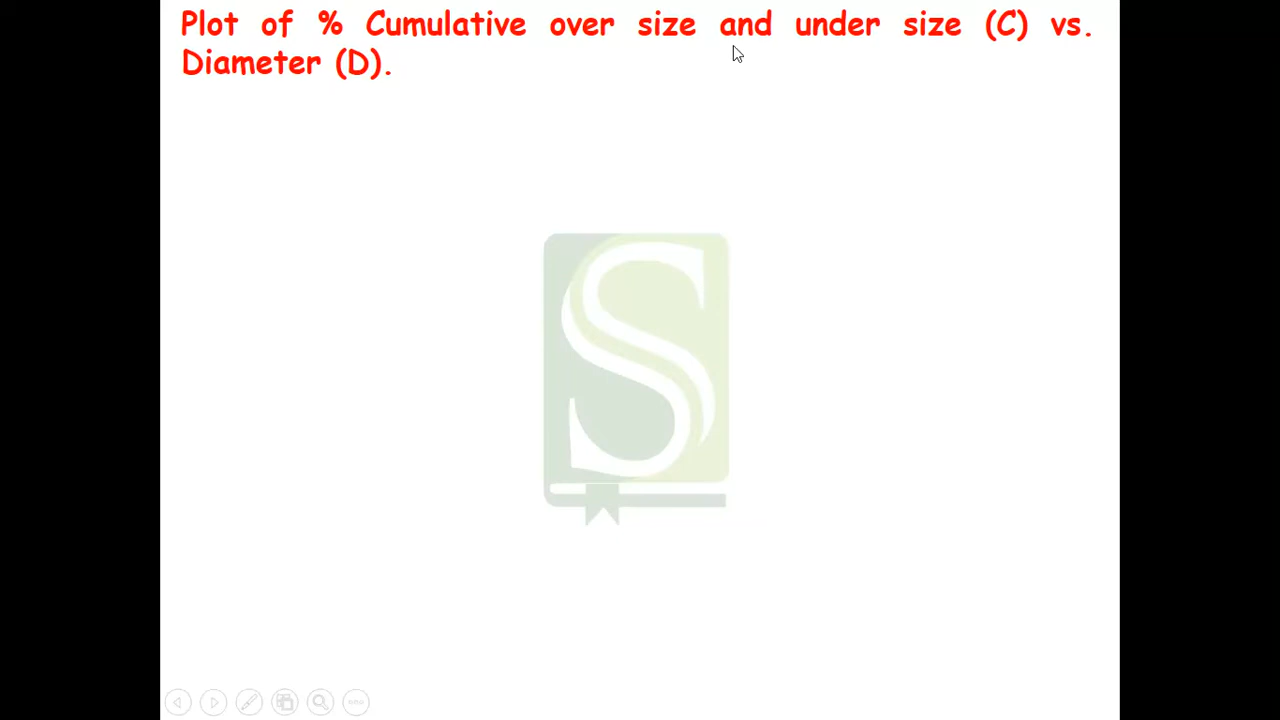 Plot of % Cumulative over size and under size (C) vs.
Diameter (D).
S